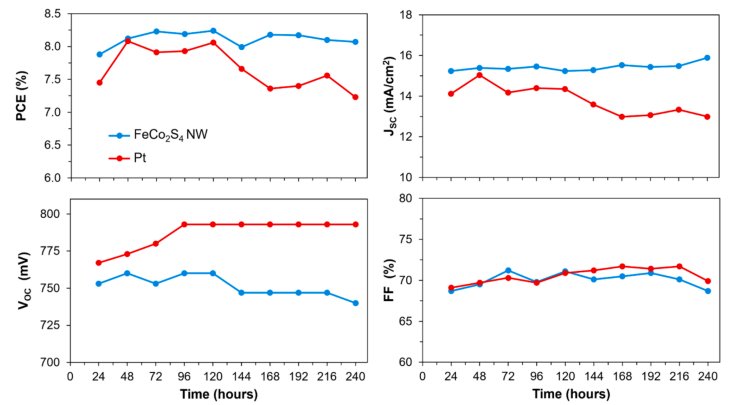 8.5
8.0
7.5
7.0
6.5
6.0
PCE (%)
FeCo₂S₄ NW
Pt
18
16
14
12
10
J_SC (mA/cm²)
800
775
750
725
700
V_OC (mV)
0 24 48 72 96 120 144 168 192 216 240
Time (hours)
80
75
70
65
60
FF (%)
0 24 48 72 96 120 144 168 192 216 240
Time (hours)